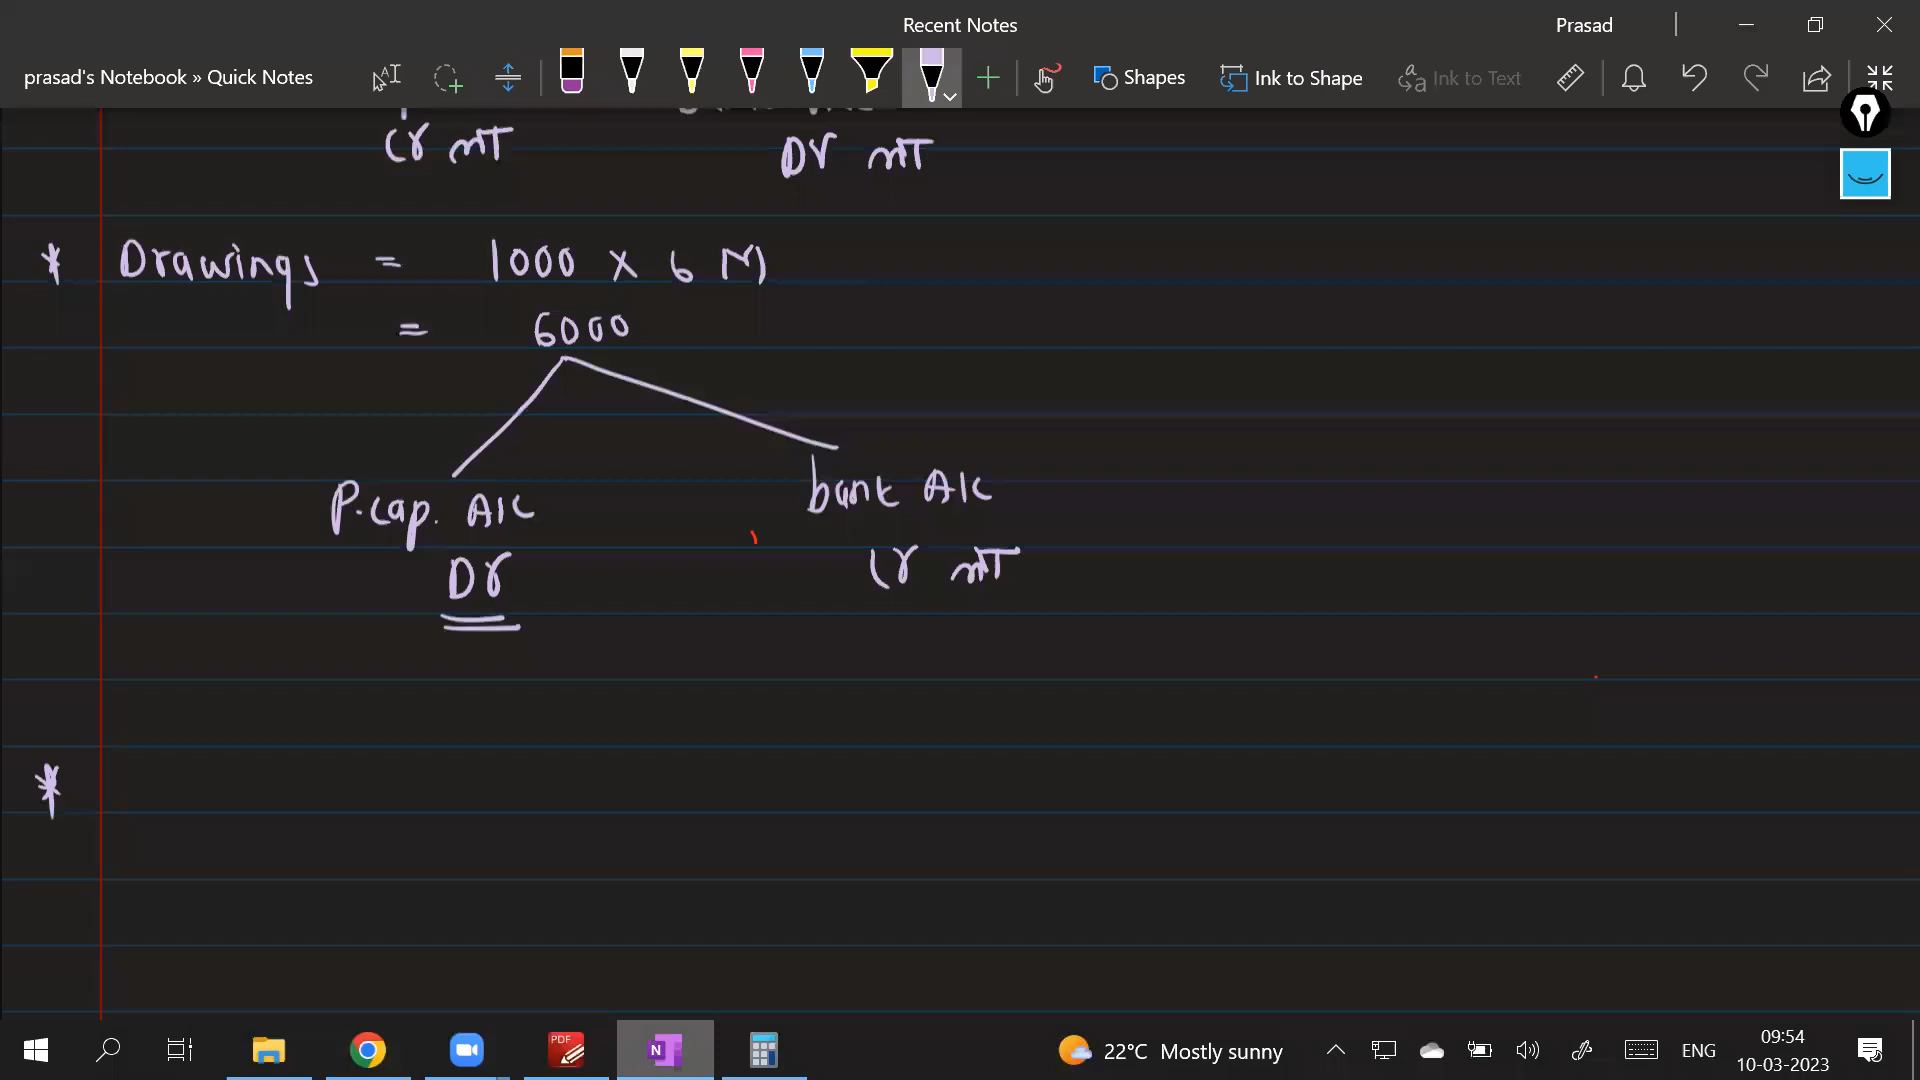 Recent Notes
Prasad
prasad's Notebook » Quick Notes
Shapes
Ink to Shape
Ink to Text
Cr mT
Dr mT
* Drawings = 1000 x 6 M
= 6000
P.cap. A/c
bank A/c
Dr
Cr mT
*
PDF
N
22°C Mostly sunny
ENG
09:54
10-03-2023